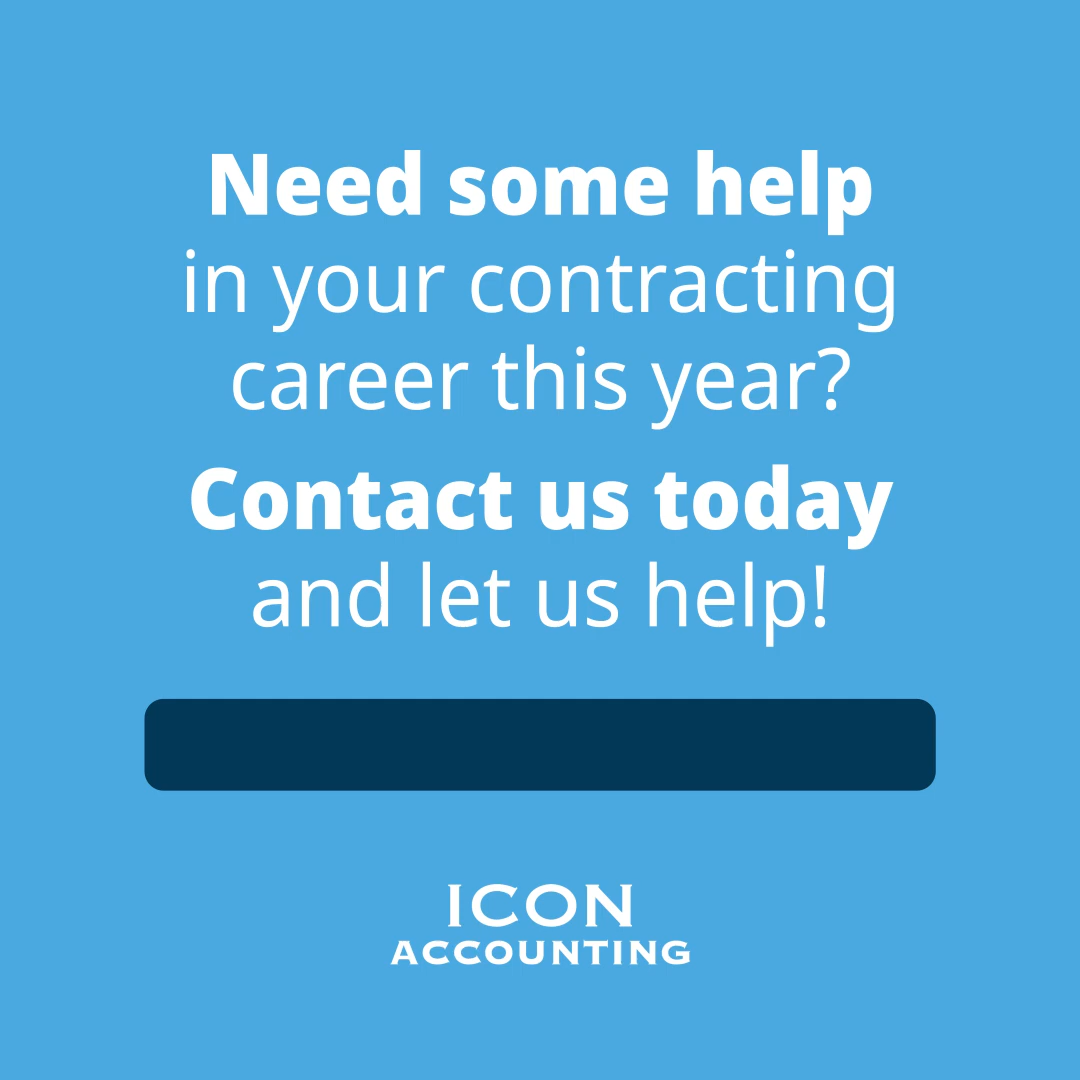 Need some help
in your contracting
career this year?
Contact us today
and let us help!
ICON
ACCOUNTING